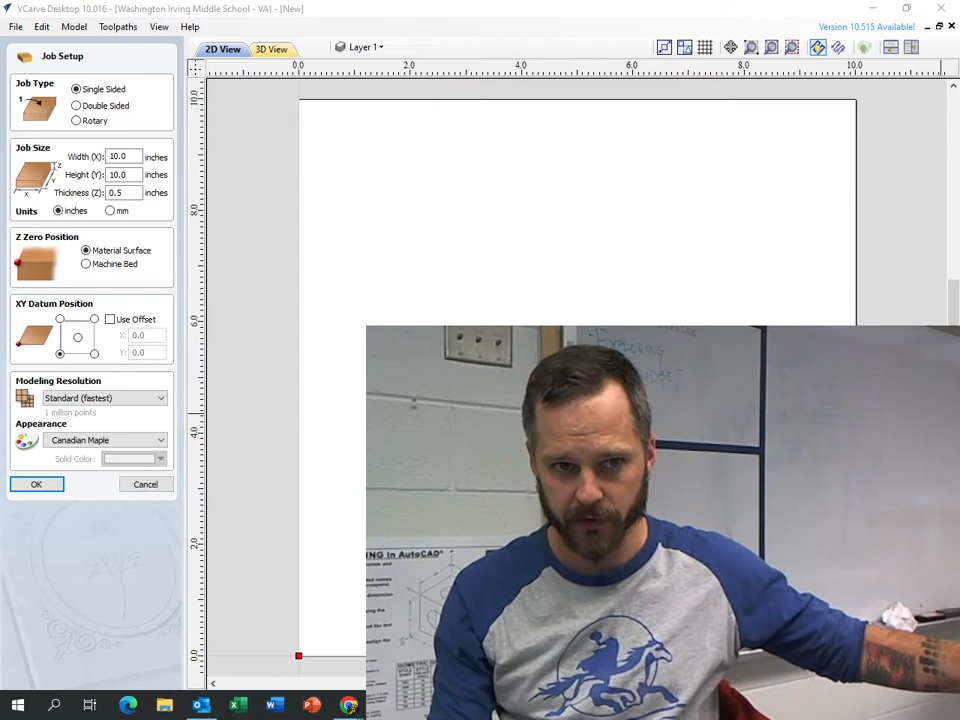 VCarve Desktop 10.016 - {Washington Irving Middle School - VA} - [New]
File Edit Model Toolpaths View Help
Version 10.515 Available!
2D View 3D View Layer 1
Job Setup
Job Type
1
Single Sided
Double Sided
Rotary
Job Size
Width (X): 10.0 inches
Height (Y): 10.0 inches
Thickness (Z): 0.5 inches
Z
Y
X
Units inches mm
Z Zero Position
Material Surface
Machine Bed
XY Datum Position
Use Offset
X: 0.0
Y: 0.0
Modeling Resolution
Standard (fastest)
1 million points
Appearance
Canadian Maple
Solid Color:
OK Cancel
0.0 2.0 4.0 6.0 8.0 10.0
10.0
8.0
6.0
4.0
2.0
0.0
- EXPLORING
ING in AutoCAD
ISOMETRIC